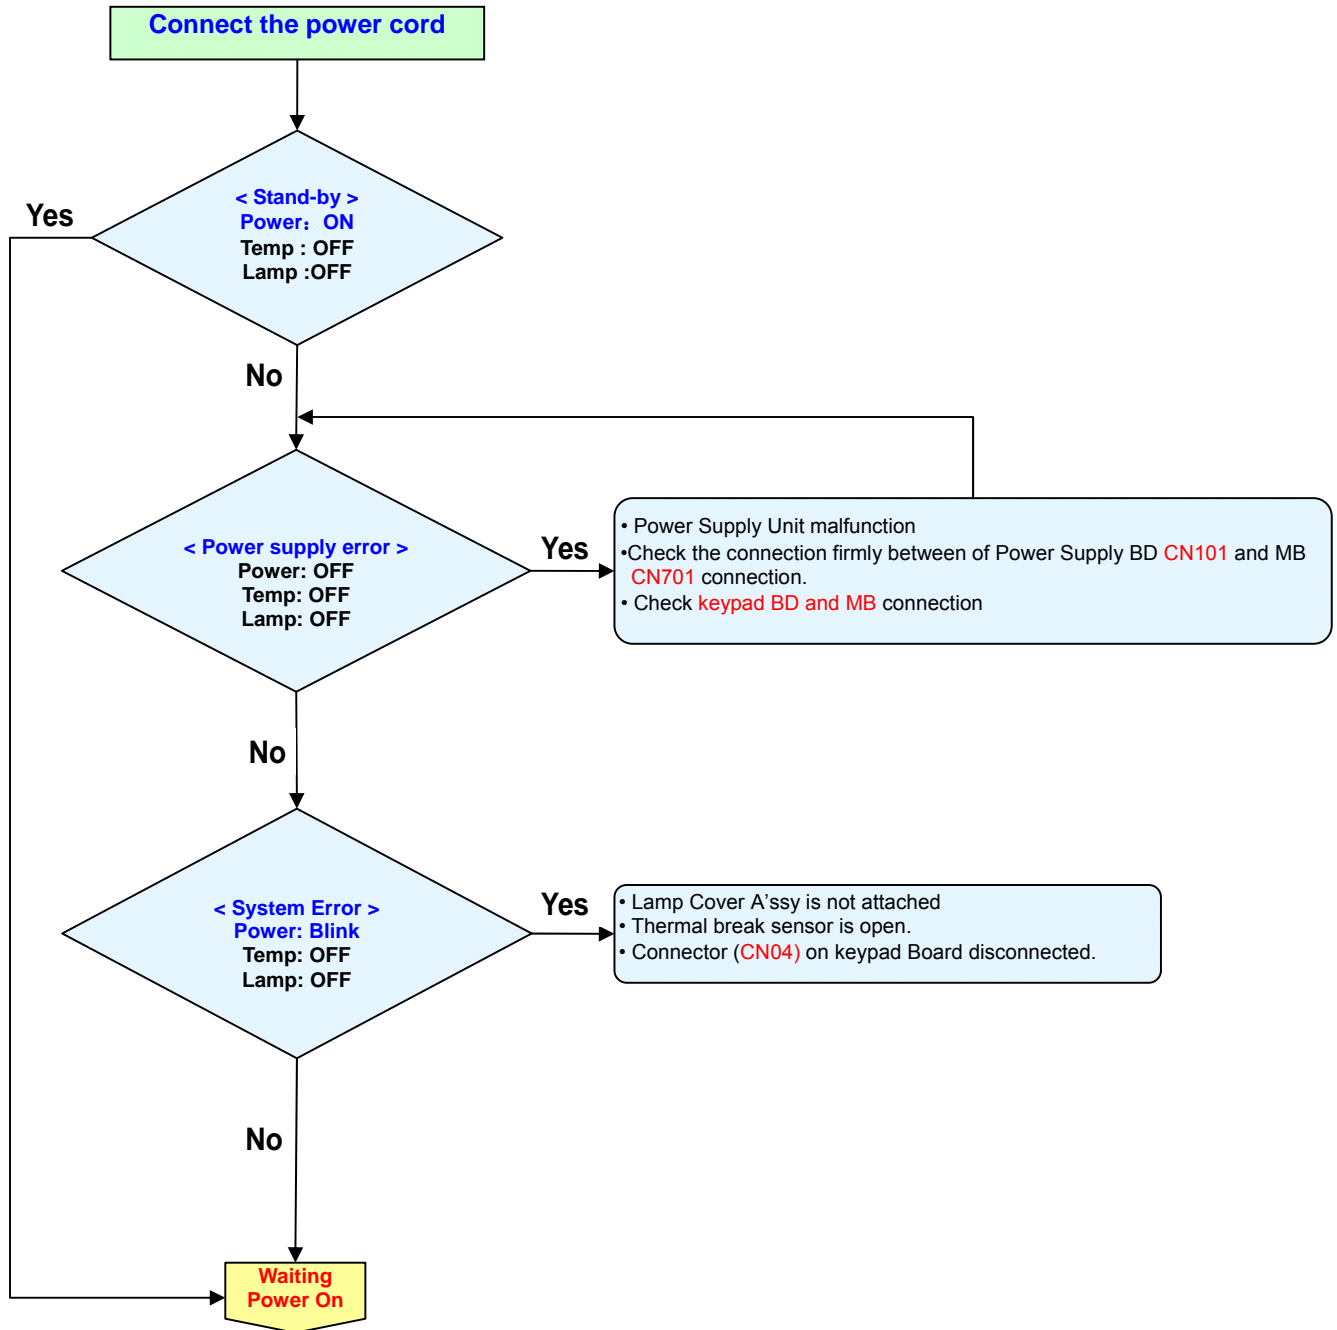 Connect the power cord
< Stand-by >
Power：ON
Temp : OFF
Lamp :OFF
Yes
No
< Power supply error >
Power: OFF
Temp: OFF
Lamp: OFF
Yes
• Power Supply Unit malfunction
•Check the connection firmly between of Power Supply BD CN101 and MB
CN701 connection.
• Check keypad BD and MB connection
No
< System Error >
Power: Blink
Temp: OFF
Lamp: OFF
Yes
• Lamp Cover A’ssy is not attached
• Thermal break sensor is open.
• Connector (CN04) on keypad Board disconnected.
No
Waiting
Power On